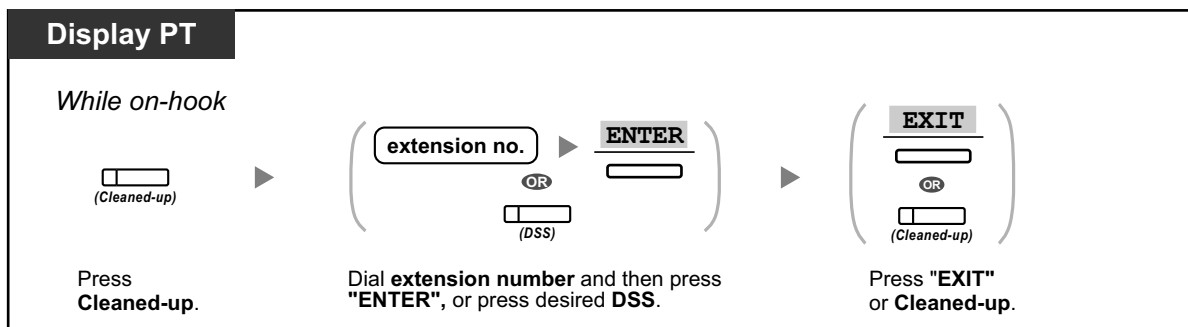 Display PT
While on-hook
(Cleaned-up)
extension no.
ENTER
OR
(DSS)
EXIT
OR
(Cleaned-up)
Press
Cleaned-up.
Dial extension number and then press
"ENTER", or press desired DSS.
Press "EXIT"
or Cleaned-up.